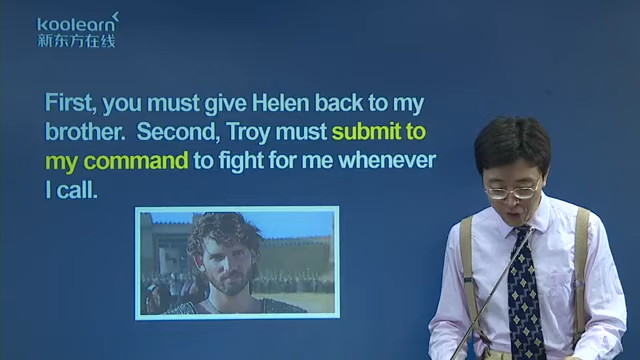 koolearn
新东方在线
First, you must give Helen back to my
brother. Second, Troy must submit to
my command to fight for me whenever
I call.